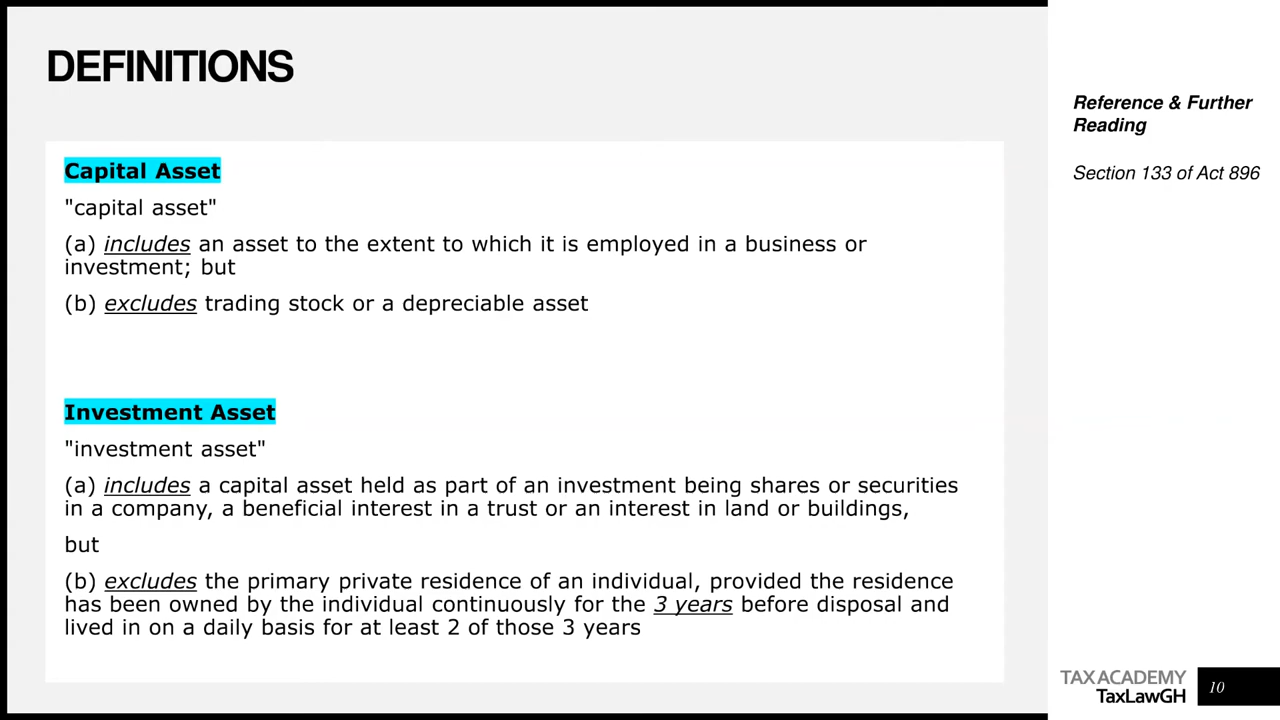 DEFINITIONS
Capital Asset
"capital asset"
(a) includes an asset to the extent to which it is employed in a business or
investment; but
(b) excludes trading stock or a depreciable asset
Investment Asset
"investment asset"
(a) includes a capital asset held as part of an investment being shares or securities
in a company, a beneficial interest in a trust or an interest in land or buildings,
but
(b) excludes the primary private residence of an individual, provided the residence
has been owned by the individual continuously for the 3 years before disposal and
lived in on a daily basis for at least 2 of those 3 years
Reference & Further
Reading
Section 133 of Act 896
TAX ACADEMY
TaxLawGH
10